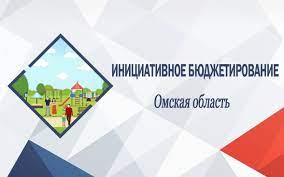 ИНИЦИАТИВНОЕ БЮДЖЕТИРОВАНИЕ
Омская область